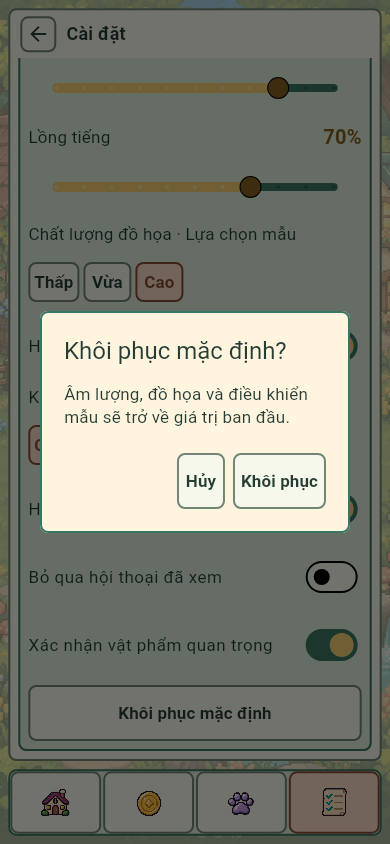 Cài đặt
Lồng tiếng
70%
Chất lượng đồ họa · Lựa chọn mẫu
Thấp
Vừa
Cao
Khôi phục mặc định?
Âm lượng, đồ họa và điều khiển
mẫu sẽ trở về giá trị ban đầu.
Hủy
Khôi phục
Bỏ qua hội thoại đã xem
Xác nhận vật phẩm quan trọng
Khôi phục mặc định